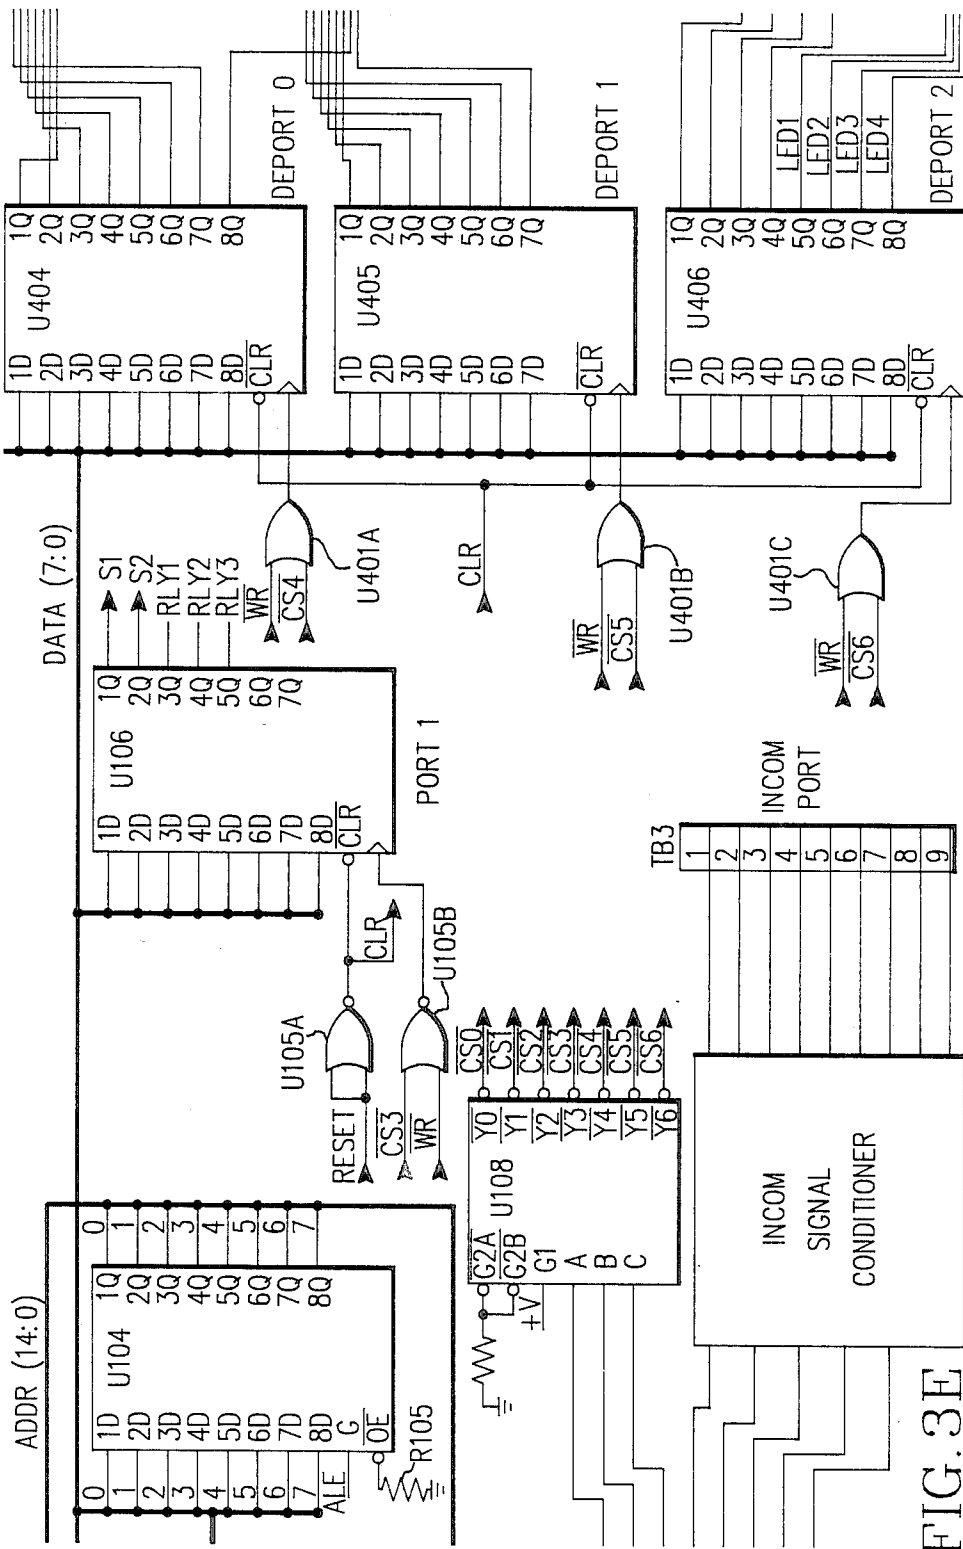 ADDR (14:0)
DATA (7:0)
0
1
2
3
4
5
6
7
1D
2D
3D
4D
5D
6D
7D
8D
ALE
G
OE
U104
1Q
2Q
3Q
4Q
5Q
6Q
7Q
8Q
0
1
2
3
4
5
6
7
R105
RESET
U105A
CS3
WR
U105B
CLR
1D
2D
3D
4D
5D
6D
7D
8D
CLR
U106
1Q
2Q
3Q
4Q
5Q
6Q
7Q
PORT 1
S1
S2
RLY1
RLY2
RLY3
WR
CS4
U401A
1D
2D
3D
4D
5D
6D
7D
8D
CLR
U404
1Q
2Q
3Q
4Q
5Q
6Q
7Q
8Q
DEPORT 0
CLR
WR
CS5
U401B
1D
2D
3D
4D
5D
6D
7D
CLR
U405
1Q
2Q
3Q
4Q
5Q
6Q
7Q
DEPORT 1
U401C
WR
CS6
1D
2D
3D
4D
5D
6D
7D
8D
CLR
U406
1Q
2Q
3Q
4Q
5Q
6Q
7Q
8Q
LED1
LED2
LED3
LED4
DEPORT 2
+V
G2A
G2B
G1
A
B
C
U108
Y0
Y1
Y2
Y3
Y4
Y5
Y6
CS0
CS1
CS2
CS3
CS4
CS5
CS6
INCOM
SIGNAL
CONDITIONER
TB3
1
2
3
4
5
6
7
8
9
INCOM
PORT
FIG. 3E